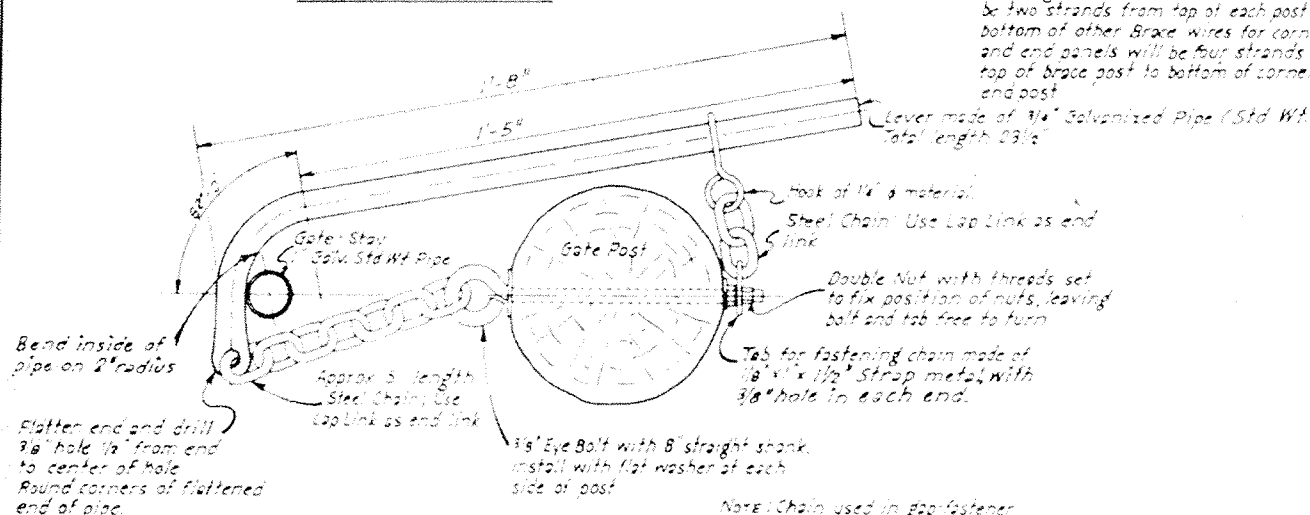 be two strands from top of each post
bottom of other Brace wires for corn
and end panels will be four strands
top of brace post to bottom of corne
end post
1'-8"
1'-5"
Lever made of 3/4" Galvanized Pipe (Std Wt.
Total length 23 1/2"
Hook of 1/4" φ material.
Steel Chain: Use Lap Link as end
link
Gate Stay
1" Galv. Std Wt Pipe
Gate Post
Double Nut with threads set
to fix position of nuts, leaving
bolt and tab free to turn
Bend inside of
pipe on 2" radius
Tab for fastening chain made of
1/8" x 1" x 1 1/2" Strap metal, with
3/8" hole in each end.
Approx 5" length
Steel Chain; Use
Lap Link as end link
Flatten end and drill
3/8" hole 1/2" from end
to center of hole
Round corners of flattened
end of pipe.
3/8" Eye Bolt with 8" straight shank,
install with flat washer at each
side of post
NOTE: Chain used in gap fastener